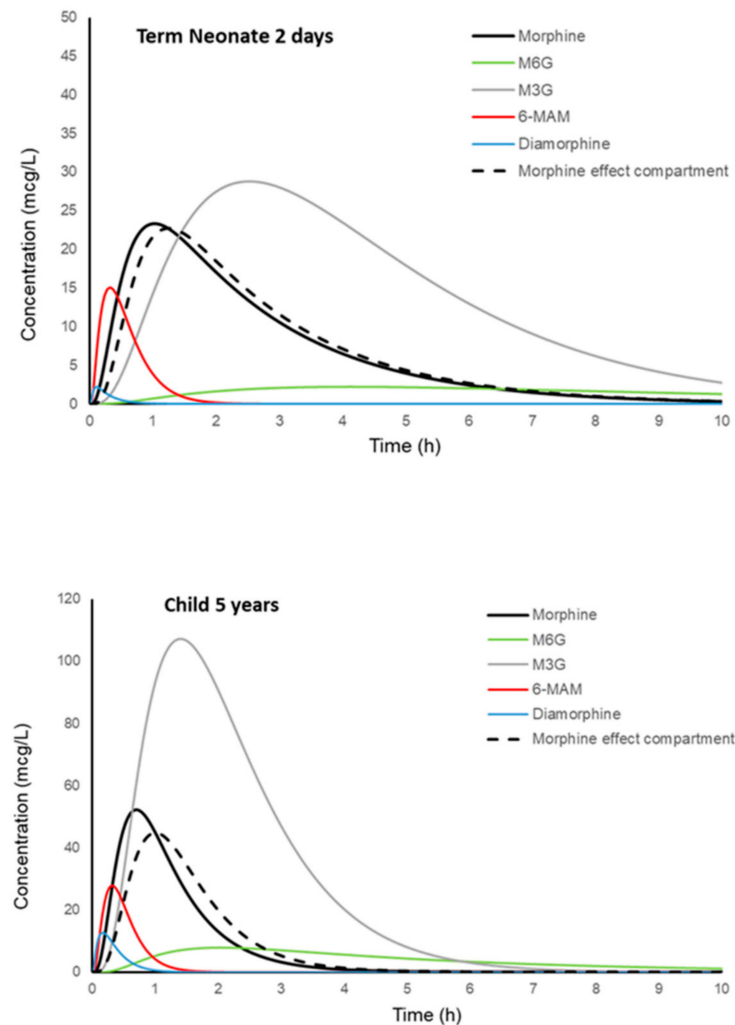 Term Neonate 2 days
Morphine
M6G
M3G
6-MAM
Diamorphine
Morphine effect compartment
Concentration (mcg/L)
50
45
40
35
30
25
20
15
10
5
0
0 1 2 3 4 5 6 7 8 9 10
Time (h)
Child 5 years
Morphine
M6G
M3G
6-MAM
Diamorphine
Morphine effect compartment
Concentration (mcg/L)
120
100
80
60
40
20
0
0 1 2 3 4 5 6 7 8 9 10
Time (h)